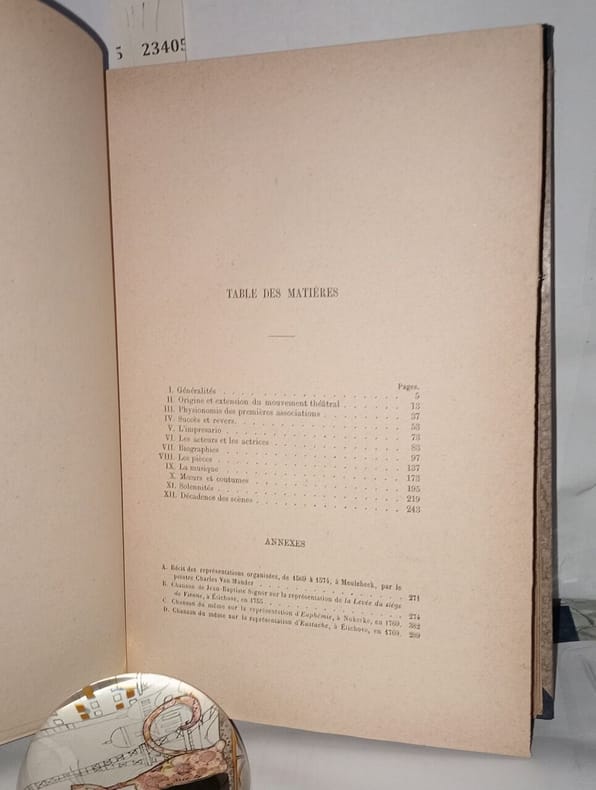 5 23405
TABLE DES MATIÈRES
Pages.
I. Généralités 5
II. Origine et extension du mouvement théâtral 13
III. Physionomie des premières associations 37
IV. Succès et revers. 53
V. L'impresario 73
VI. Les acteurs et les actrices 83
VII. Biographies 97
VIII. Les pièces 137
IX. La musique 173
X. Mœurs et coutumes 195
XI. Solennités 219
XII. Décadence des scènes 243
ANNEXES
A. Récit des représentations organisées, de 1569 à 1574, à Meulebeek, par le
peintre Charles Van Mander 271
B. Chanson de Jean-Baptiste Signor sur la représentation de la Levée du siège
de Vienne, à Elichove, en 1755 274
C. Chanson du même sur la représentation d'Euphémie, à Nukerke, en 1769. 282
D. Chanson du même sur la représentation d'Eustache, à Elichove, en 1769. 289